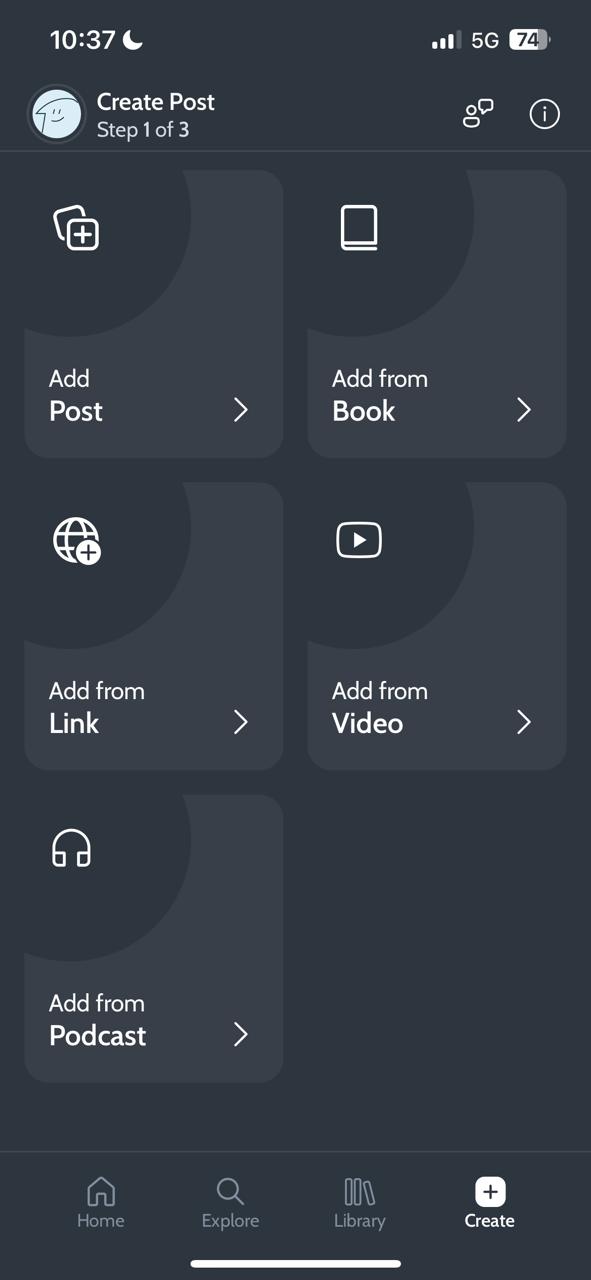 10:37
5G
74
Create Post
Step 1 of 3
Add
Post
Add from
Book
Add from
Link
Add from
Video
Add from
Podcast
Home
Explore
Library
Create